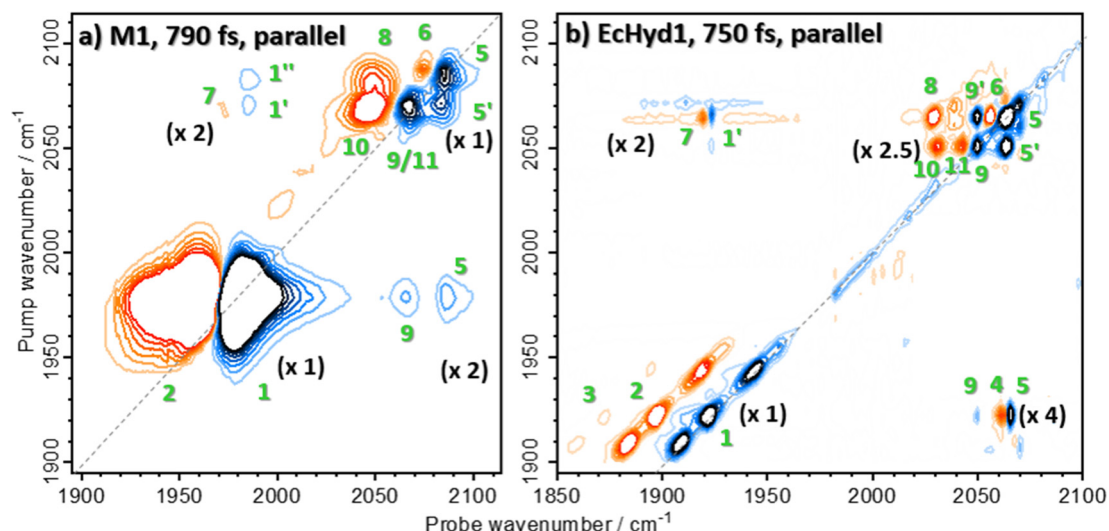 a) M1, 790 fs, parallel
8 6 5
1''
7 1' 5'
(x 2) (x 1)
10 9/11
5
9
(x 1) (x 2)
2 1
2100
2050
2000
1950
1900
1900 1950 2000 2050 2100
Pump wavenumber / cm⁻¹
b) EcHyd1, 750 fs, parallel
8 9' 6
5
7 1'
(x 2) (x 2.5) 5'
10 11 9
3 2 9 4 5
(x 1) (x 4)
1
2100
2050
2000
1950
1900
1850 1900 1950 2000 2050 2100
Probe wavenumber / cm⁻¹